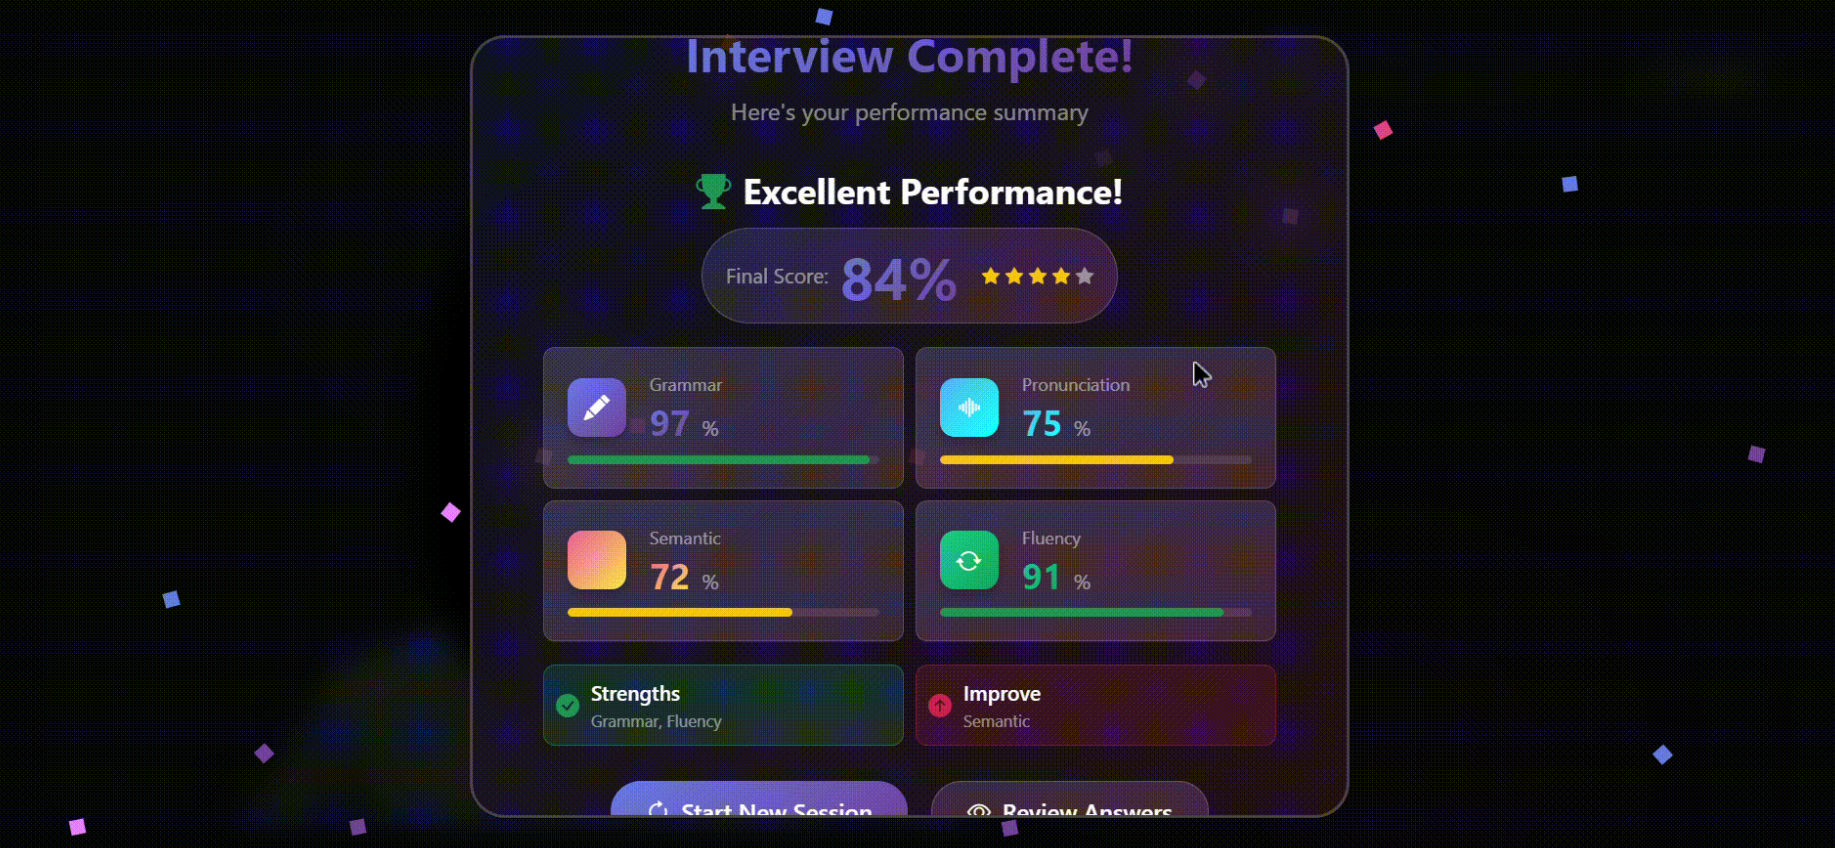 Interview Complete!
Here's your performance summary
Excellent Performance!
Final Score: 84%
Grammar
97 %
Pronunciation
75 %
Semantic
72 %
Fluency
91 %
Strengths
Grammar, Fluency
Improve
Semantic
Start New Session
Review Answers